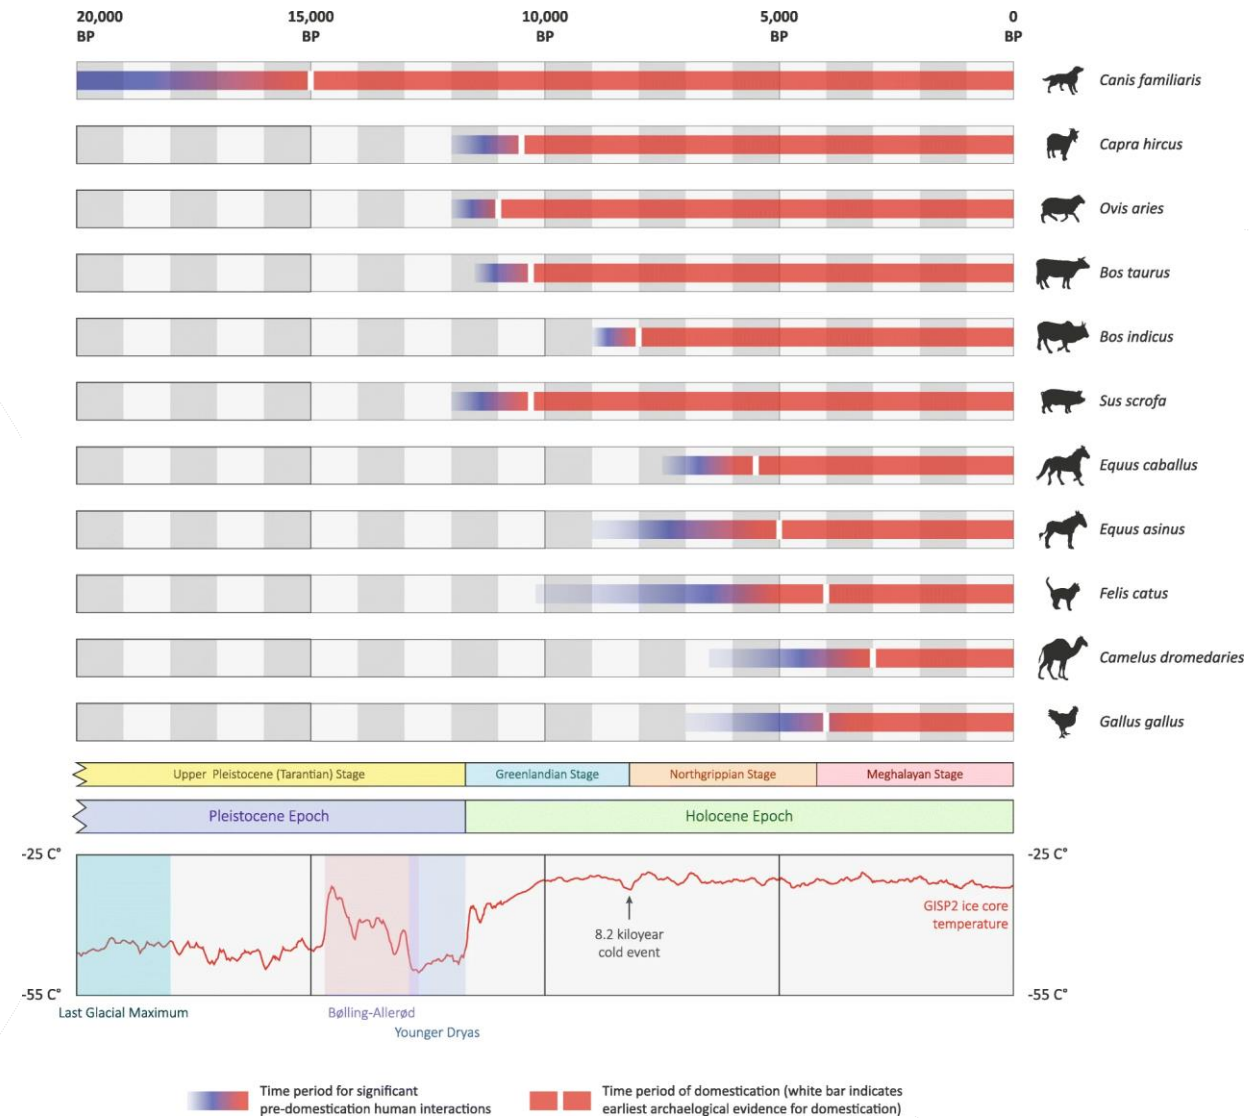 20,000 BP
15,000 BP
10,000 BP
5,000 BP
0 BP
Canis familiaris
Capra hircus
Ovis aries
Bos taurus
Bos indicus
Sus scrofa
Equus caballus
Equus asinus
Felis catus
Camelus dromedaries
Gallus gallus
Upper Pleistocene (Tarantian) Stage
Greenlandian Stage
Northgrippian Stage
Meghalayan Stage
Pleistocene Epoch
Holocene Epoch
-25 C°
-25 C°
GISP2 ice core
temperature
8.2 kiloyear
cold event
-55 C°
-55 C°
Last Glacial Maximum
Bølling-Allerød
Younger Dryas
Time period for significant
pre-domestication human interactions
Time period of domestication (white bar indicates
earliest archaelogical evidence for domestication)